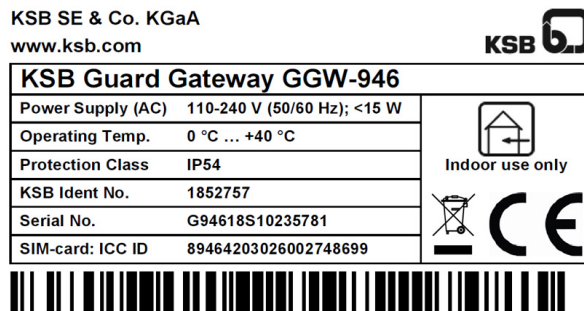 KSB SE & Co. KGaA
www.ksb.com
KSB
KSB Guard Gateway GGW-946
Power Supply (AC) 110-240 V (50/60 Hz); <15 W
Operating Temp. 0 °C ... +40 °C
Protection Class IP54
KSB Ident No. 1852757
Serial No. G94618S10235781
SIM-card: ICC ID 89464203026002748699
Indoor use only
CE